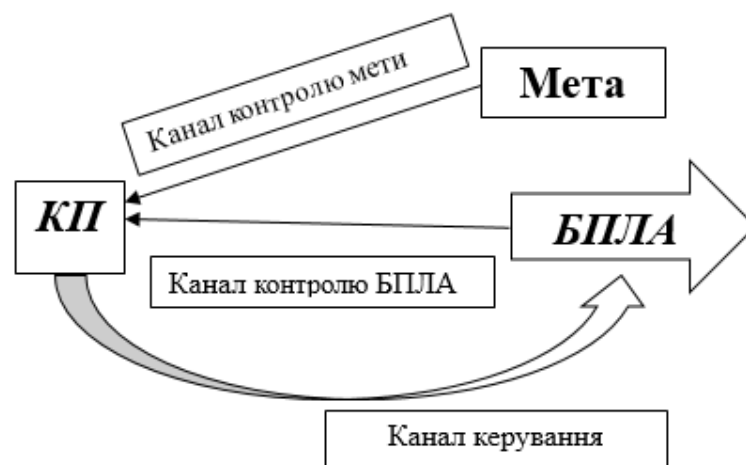 Мета
Канал контролю мети
КП
БПЛА
Канал контролю БПЛА
Канал керування